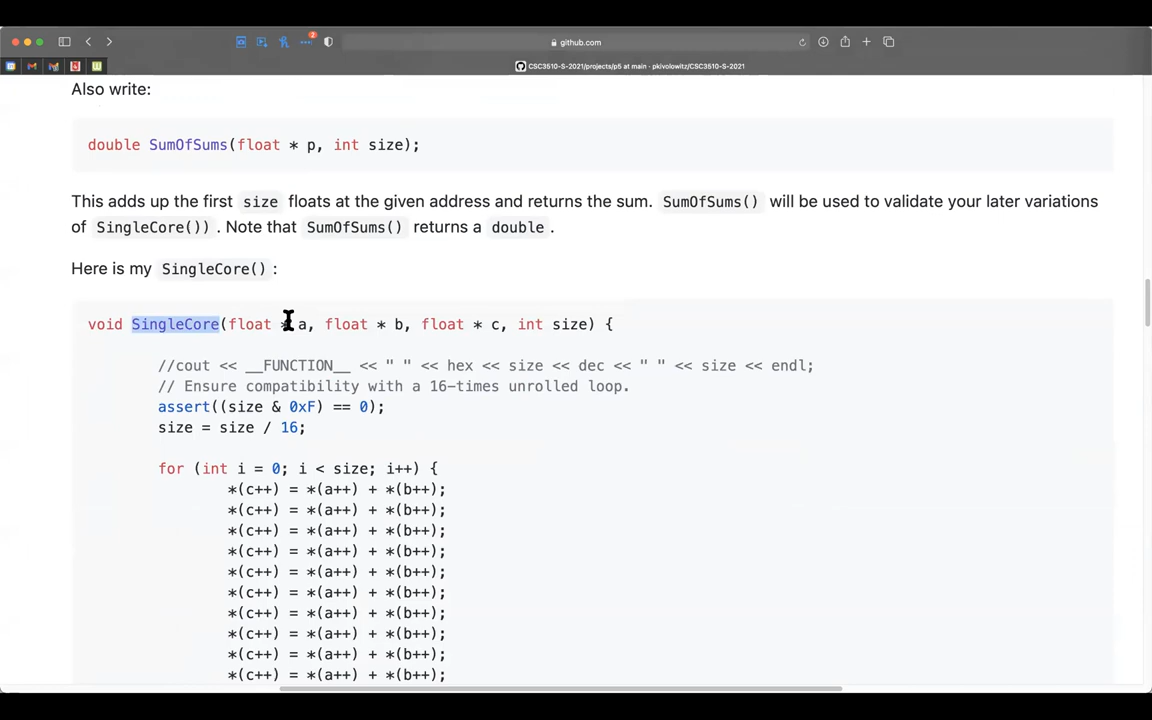 github.com
2
CSC3510-S-2021/projects/p5 at main · pkivolowitz/CSC3510-S-2021
Also write:
double SumOfSums(float * p, int size);
This adds up the first size floats at the given address and returns the sum. SumOfSums() will be used to validate your later variations
of SingleCore()). Note that SumOfSums() returns a double.
Here is my SingleCore() :
void SingleCore(float * a, float * b, float * c, int size) {
//cout << __FUNCTION__ << " " << hex << size << dec << " " << size << endl;
// Ensure compatibility with a 16-times unrolled loop.
assert((size & 0xF) == 0);
size = size / 16;
for (int i = 0; i < size; i++) {
*(c++) = *(a++) + *(b++);
*(c++) = *(a++) + *(b++);
*(c++) = *(a++) + *(b++);
*(c++) = *(a++) + *(b++);
*(c++) = *(a++) + *(b++);
*(c++) = *(a++) + *(b++);
*(c++) = *(a++) + *(b++);
*(c++) = *(a++) + *(b++);
*(c++) = *(a++) + *(b++);
*(c++) = *(a++) + *(b++);